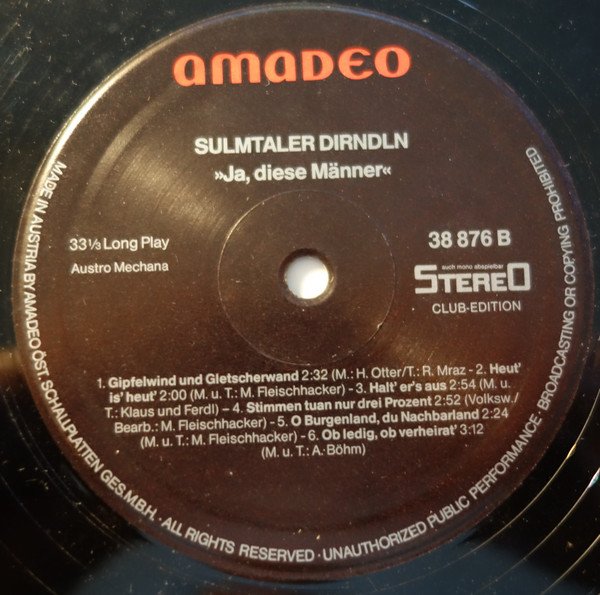 amaDEO
SULMTALER DIRNDLN
»Ja, diese Männer«
33⅓ Long Play
Austro Mechana
38 876 B
auch mono abspielbar
STEREO
CLUB-EDITION
1. Gipfelwind und Gletscherwand 2:32 (M.: H. Otter/T.: R. Mraz - 2. Heut'
is' heut' 2:00 (M. u. T.: M. Fleischhacker) - 3. Halt' er's aus 2:54 (M. u.
T.: Klaus und Ferdl) – 4. Stimmen tuan nur drei Prozent 2:52 (Volksw./
Bearb.: M. Fleischhacker) - 5. O Burgenland, du Nachbarland 2:24
(M. u. T.: M. Fleischhacker) - 6. Ob ledig, ob verheirat' 3:12
(M. u. T.: A. Böhm)
MADE IN AUSTRIA BY AMADEO ÖST. SCHALLPLATTEN GES.M.B.H. · ALL RIGHTS RESERVED · UNAUTHORIZED PUBLIC PERFORMANCE · BROADCASTING OR COPYING PROHIBITED